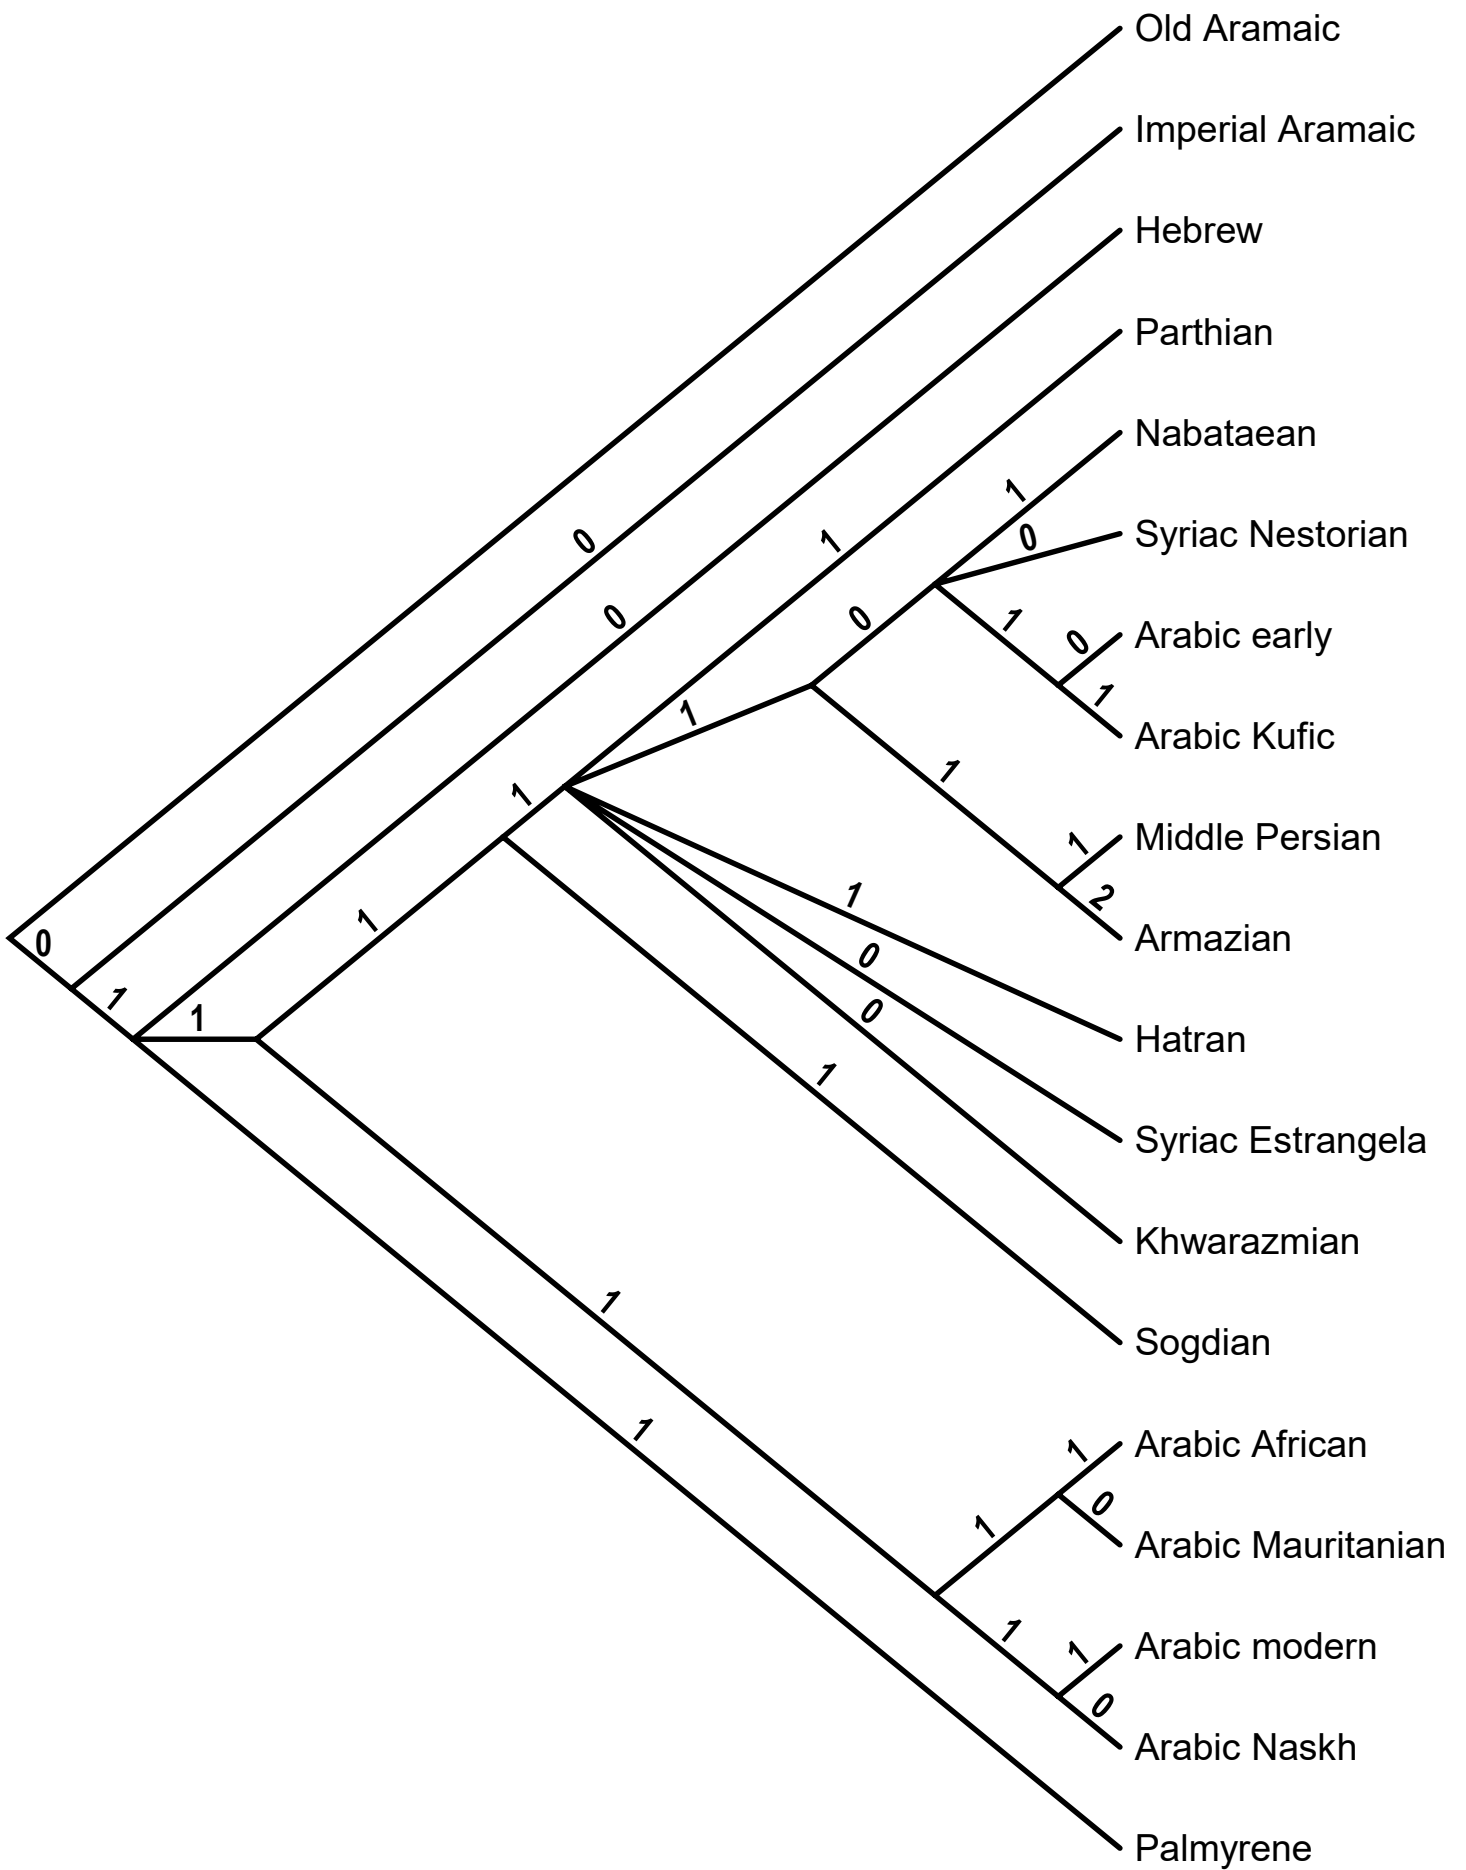 Old Aramaic
Imperial Aramaic
Hebrew
Parthian
Nabataean
1
Syriac Nestorian
0
0
1
0
1
Arabic early
0
1
0
Arabic Kufic
1
1
1
1
Middle Persian
1
1
2
1
Armazian
0
0
1
0
1
Hatran
1
Syriac Estrangela
Khwarazmian
1
Sogdian
1
Arabic African
1
0
1
Arabic Mauritanian
1
1
Arabic modern
1
0
Arabic Naskh
Palmyrene